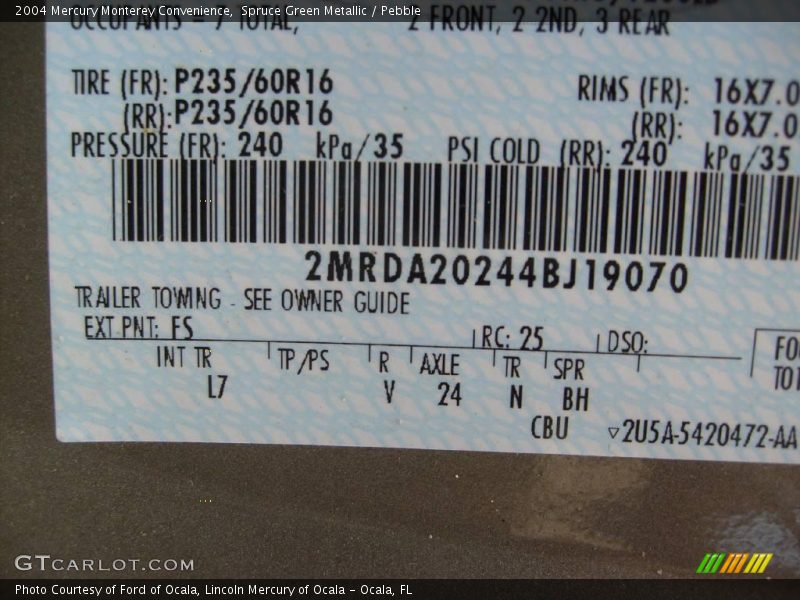 2004 Mercury Monterey Convenience, Spruce Green Metallic / Pebble
OCCUPANTS = 7 TOTAL, 2 FRONT, 2 2ND, 3 REAR
TIRE (FR): P235/60R16 RIMS (FR): 16X7.0
(RR): P235/60R16 (RR): 16X7.0
PRESSURE (FR): 240 kPa/35 PSI COLD (RR): 240 kPa/35
2MRDA20244BJ19070
TRAILER TOWING - SEE OWNER GUIDE
EXT PNT: FS RC: 25 DSO:
INT TR TP/PS R AXLE TR SPR
L7 V 24 N BH
CBU ▽2U5A-5420472-AA
GTCARLOT.COM
Photo Courtesy of Ford of Ocala, Lincoln Mercury of Ocala – Ocala, FL